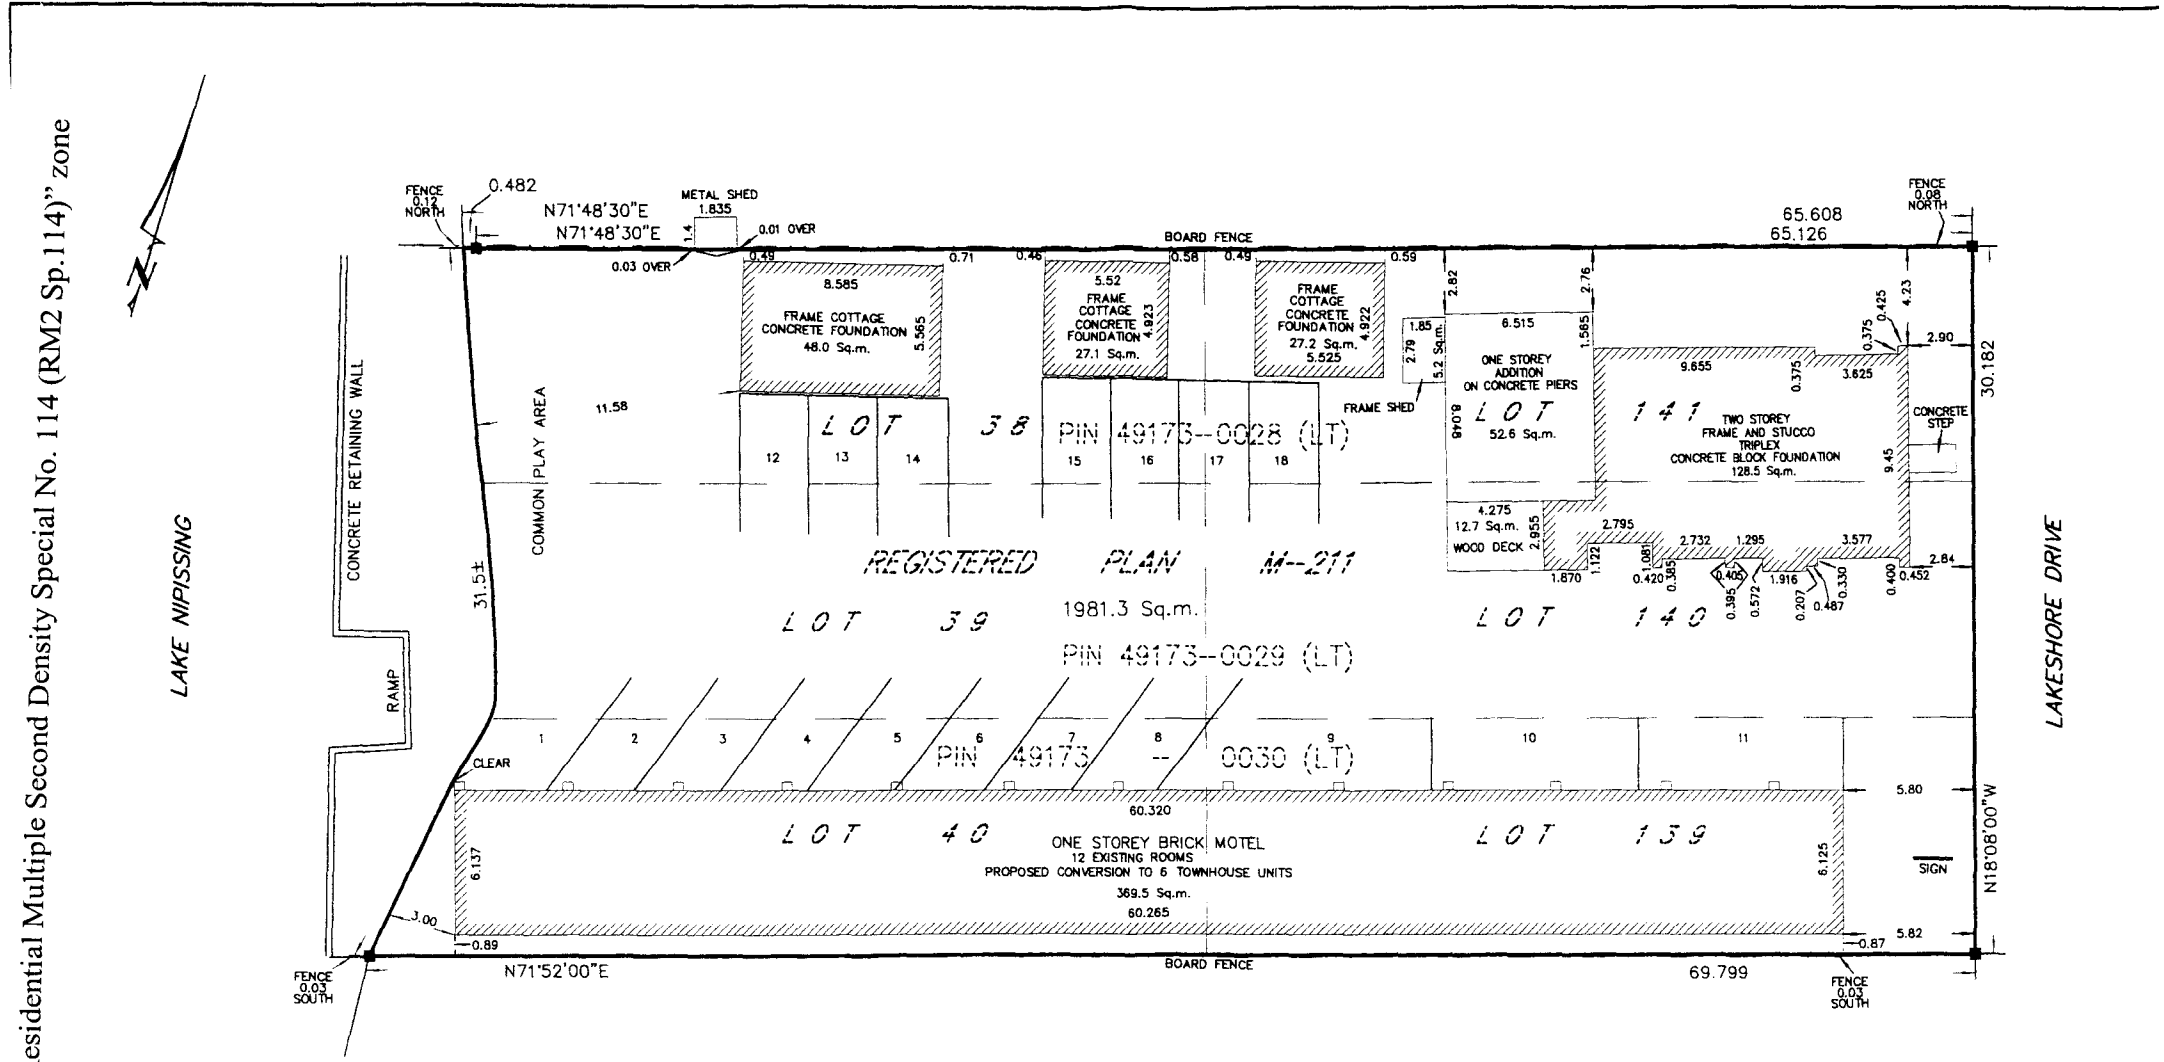 esidential Multiple Second Density Special No. 114 (RM2 Sp.114)” zone
N
LAKE NIPISSING
CONCRETE RETAINING WALL
RAMP
COMMON PLAY AREA
31.5±
11.58
FENCE
0.12
NORTH
0.482
N71°48'30"E
N71°48'30"E
METAL SHED
1.835
1.4
0.01 OVER
0.03 OVER
BOARD FENCE
65.608
65.126
FENCE
0.08
NORTH
0.49
0.71
0.46
0.58
0.49
0.59
8.585
FRAME COTTAGE
CONCRETE FOUNDATION
48.0 Sq.m.
5.565
5.52
FRAME
COTTAGE
CONCRETE
FOUNDATION
27.1 Sq.m.
4.923
FRAME
COTTAGE
CONCRETE
FOUNDATION
27.2 Sq.m.
5.525
4.922
1.85
2.79
5.2 Sq.m.
FRAME SHED
2.82
2.76
6.515
1.565
ONE STOREY
ADDITION
ON CONCRETE PIERS
52.6 Sq.m.
8.048
9.655
0.375
3.625
0.375
0.425
4.23
2.90
30.182
CONCRETE
STEP
9.45
LOT 141
TWO STOREY
FRAME AND STUCCO
TRIPLEX
CONCRETE BLOCK FOUNDATION
128.5 Sq.m.
LOT 38
PIN 49173--0028 (LT)
12 13 14 15 16 17 18
4.275
12.7 Sq.m.
WOOD DECK
2.955
2.795
2.732
1.295
3.577
1.870
1.122
1.081
0.420
0.385
0.405
0.395
0.572
1.916
0.207
0.487
0.330
0.400
0.452
2.84
REGISTERED PLAN M--211
1981.3 Sq.m.
LOT 39
LOT 140
PIN 49173--0029 (LT)
LAKESHORE DRIVE
1 2 3 4 5 6 7 8 9 10 11
PIN 49173 -- 0030 (LT)
CLEAR
60.320
5.80
LOT 40
LOT 139
ONE STOREY BRICK MOTEL
12 EXISTING ROOMS
PROPOSED CONVERSION TO 6 TOWNHOUSE UNITS
369.5 Sq.m.
60.265
6.137
6.125
SIGN
N18°08'00"W
3.00
0.89
5.82
0.87
FENCE
0.03
SOUTH
N71°52'00"E
BOARD FENCE
69.799
FENCE
0.03
SOUTH